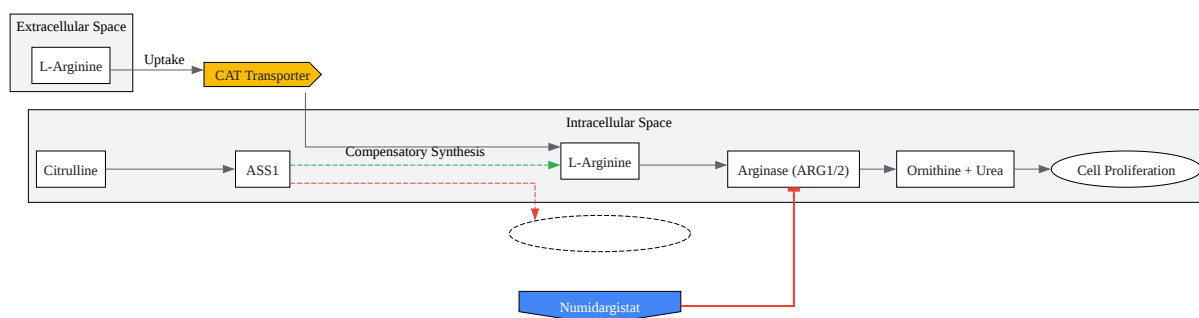 Extracellular Space
L-Arginine
Uptake
CAT Transporter
Intracellular Space
Citrulline
ASS1
Compensatory Synthesis
L-Arginine
Arginase (ARG1/2)
Ornithine + Urea
Cell Proliferation
Numidargistat